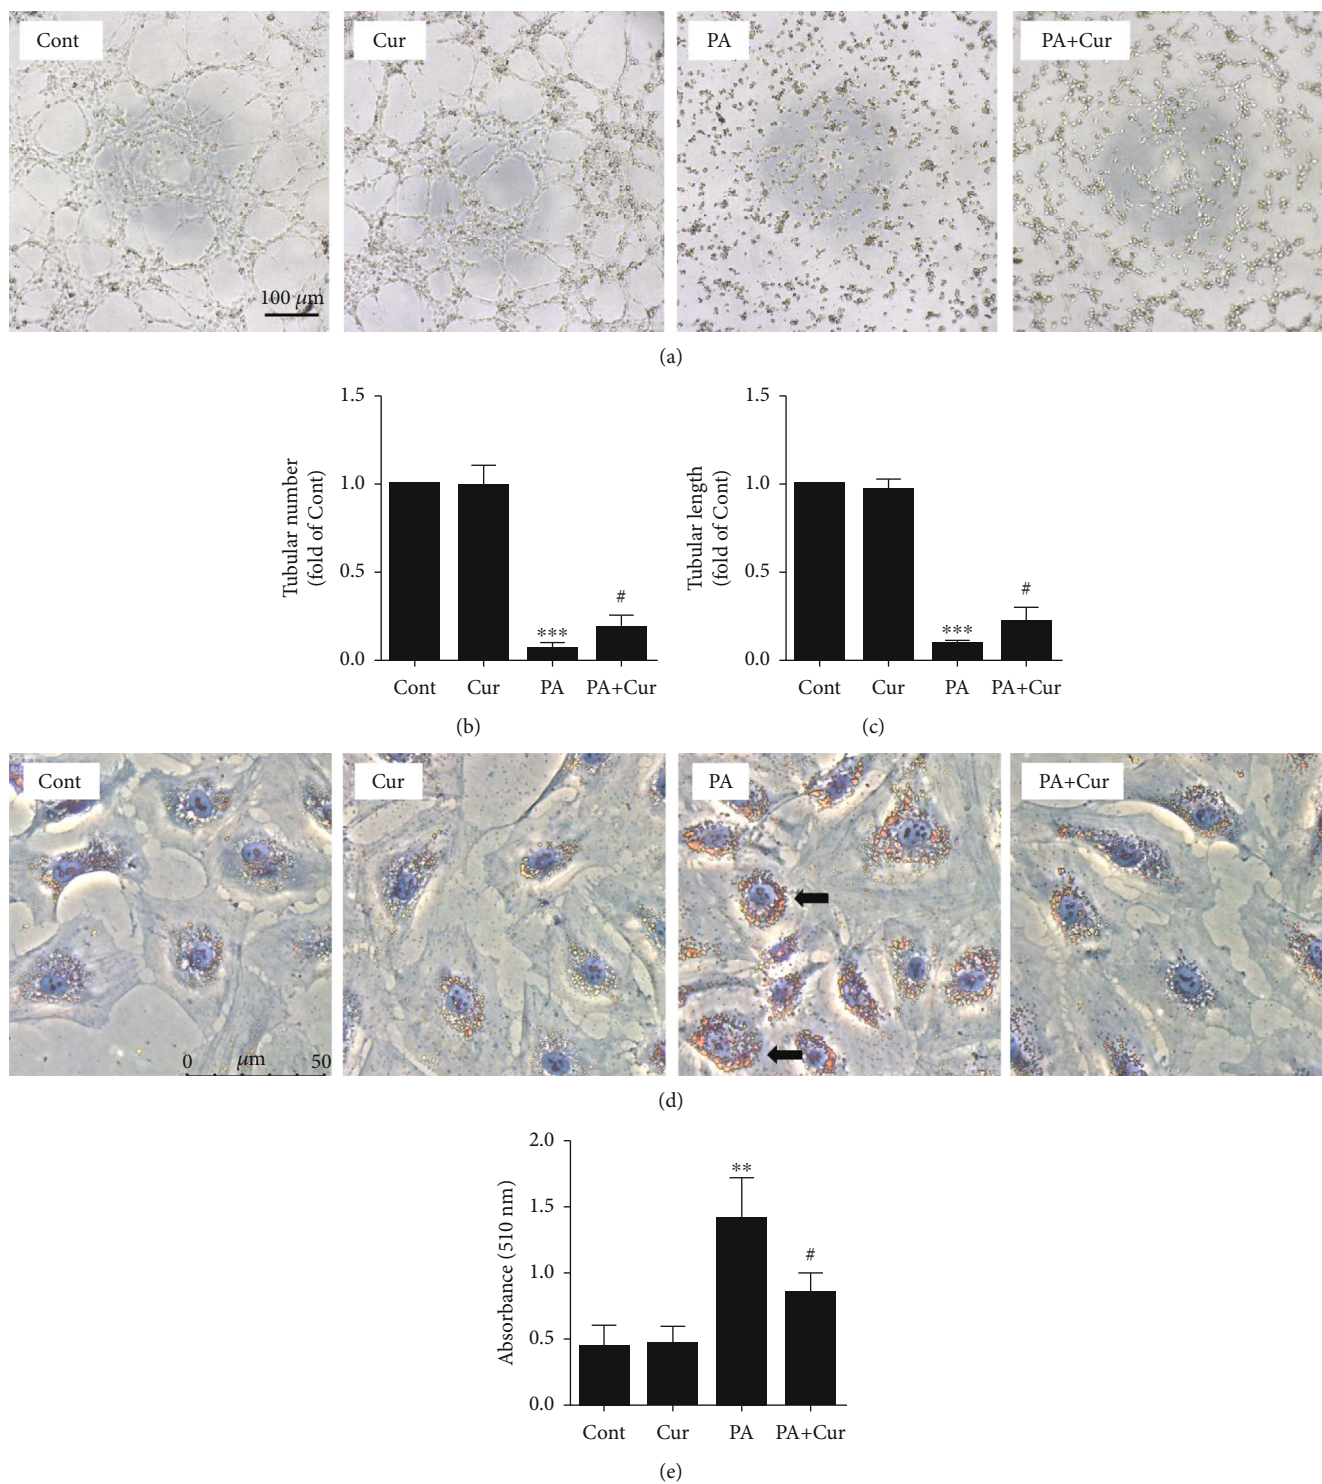 Cont
Cur
PA
PA+Cur
100 μm
(a)
1.5
1.0
0.5
0.0
Tubular number
(fold of Cont)
***
#
Cont
Cur
PA
PA+Cur
(b)
1.5
1.0
0.5
0.0
Tubular length
(fold of Cont)
***
#
Cont
Cur
PA
PA+Cur
(c)
Cont
Cur
PA
PA+Cur
0 μm 50
(d)
2.0
1.5
1.0
0.5
0.0
Absorbance (510 nm)
**
#
Cont
Cur
PA
PA+Cur
(e)